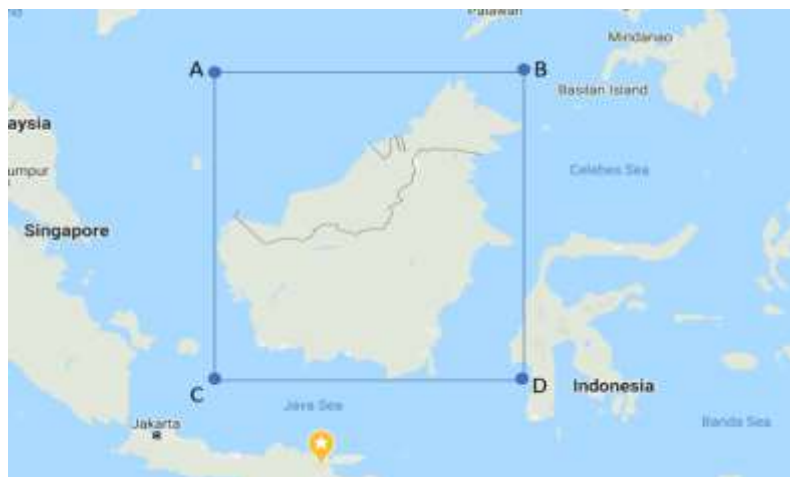 Palawan
Mindanao
A
B
Basilan Island
aysia
umpur
Celebes Sea
Singapore
C
D
Indonesia
Java Sea
Jakarta
Banda Sea